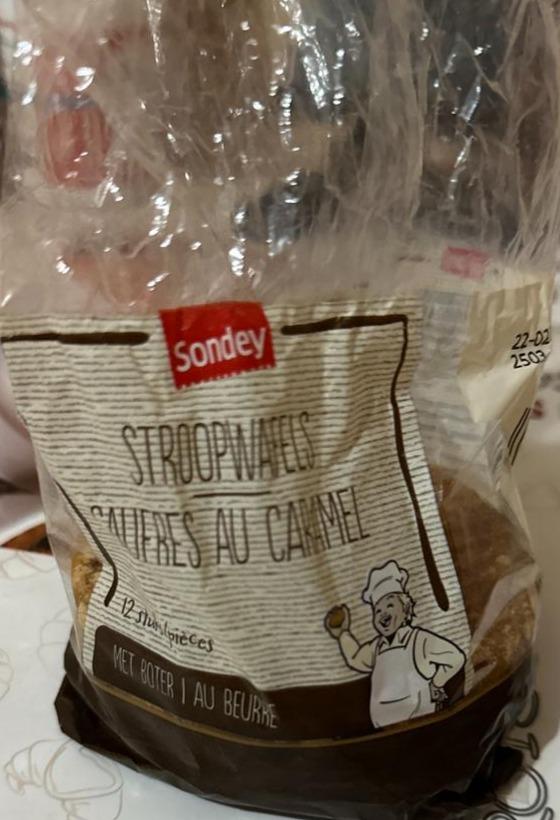 Sondey
22-02
2503
STROOPWAFELS
GAUFRES AU CARAMEL
12 stuks/pièces
MET BOTER | AU BEURRE